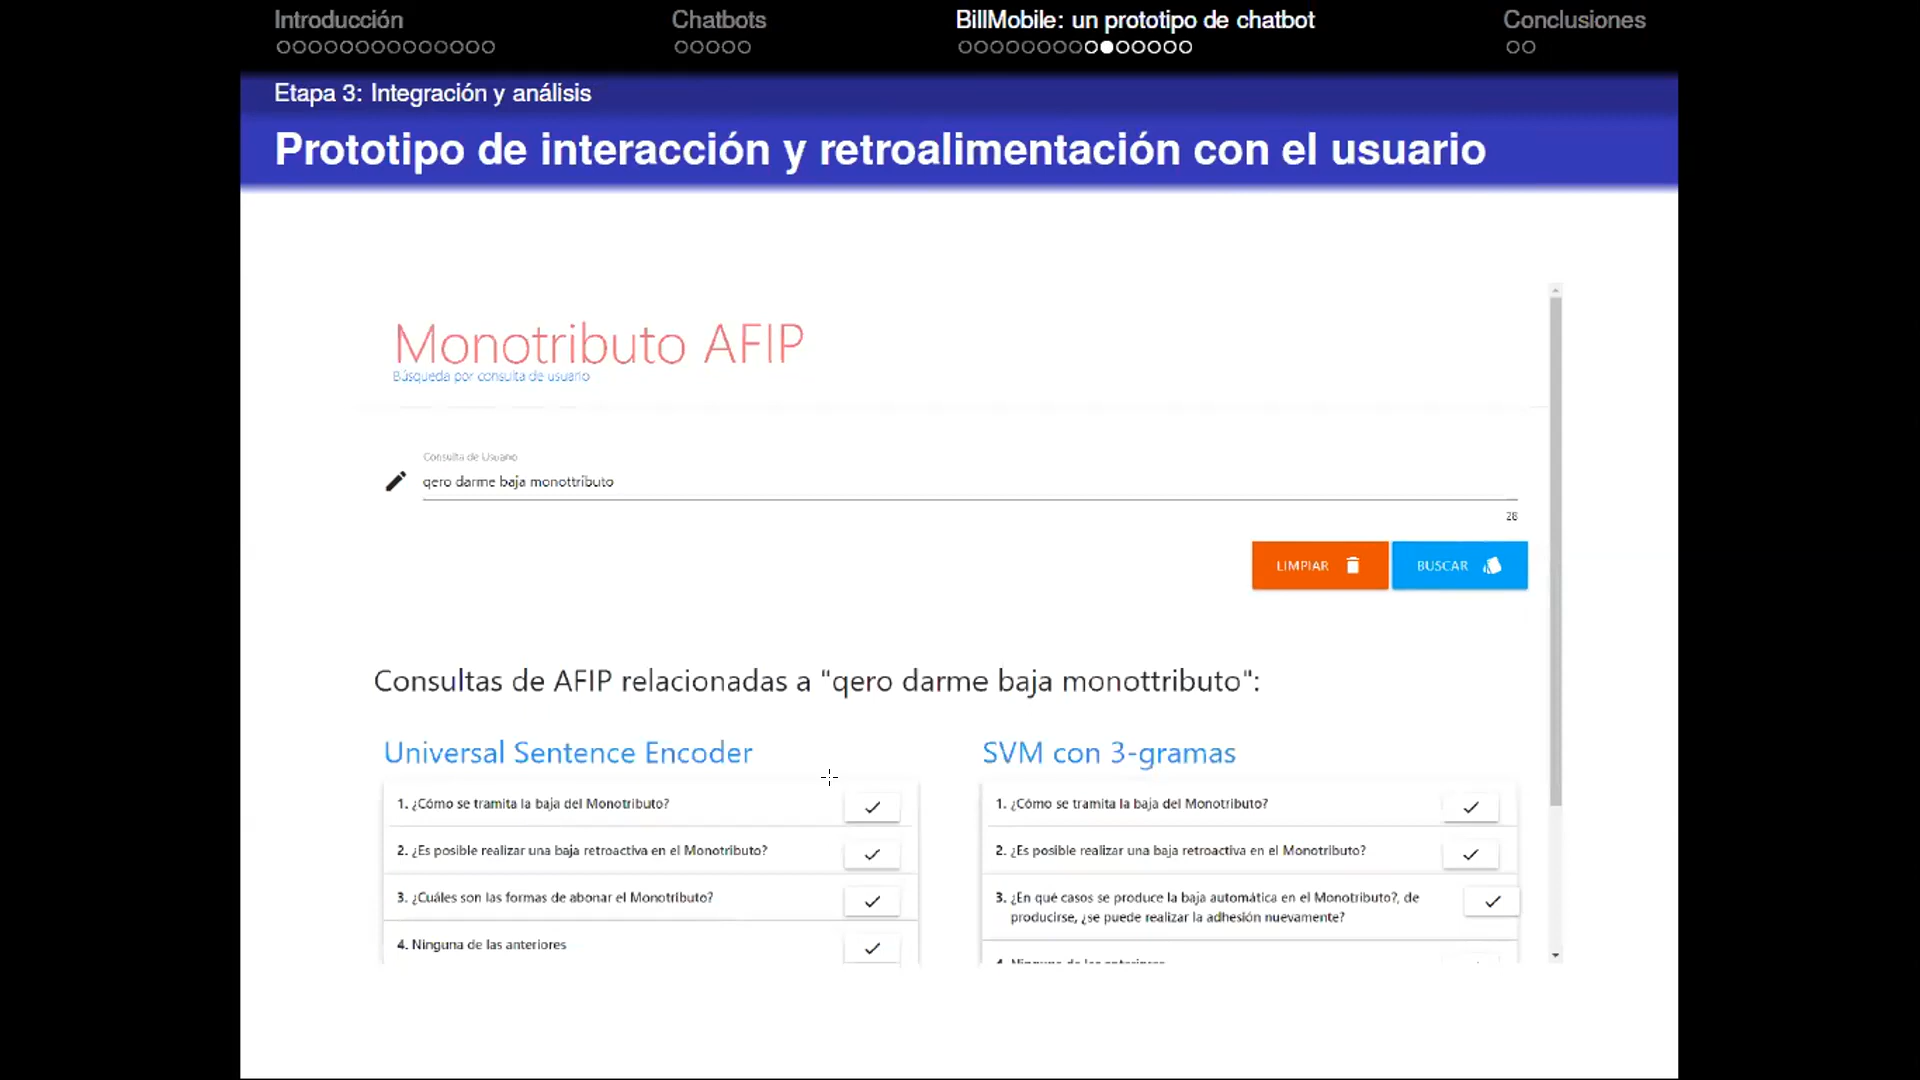 Introducción
Chatbots
BillMobile: un prototipo de chatbot
Conclusiones
Etapa 3: Integración y análisis
Prototipo de interacción y retroalimentación con el usuario
Monotributo AFIP
Búsqueda por consulta de usuario
Consulta de Usuario
qero darme baja monottributo
28
LIMPIAR
BUSCAR
Consultas de AFIP relacionadas a "qero darme baja monottributo":
Universal Sentence Encoder
1. ¿Cómo se tramita la baja del Monotributo?
2. ¿Es posible realizar una baja retroactiva en el Monotributo?
3. ¿Cuáles son las formas de abonar el Monotributo?
4. Ninguna de las anteriores
SVM con 3-gramas
1. ¿Cómo se tramita la baja del Monotributo?
2. ¿Es posible realizar una baja retroactiva en el Monotributo?
3. ¿En qué casos se produce la baja automática en el Monotributo?, de
producirse, ¿se puede realizar la adhesión nuevamente?
4. Ninguna de las anteriores